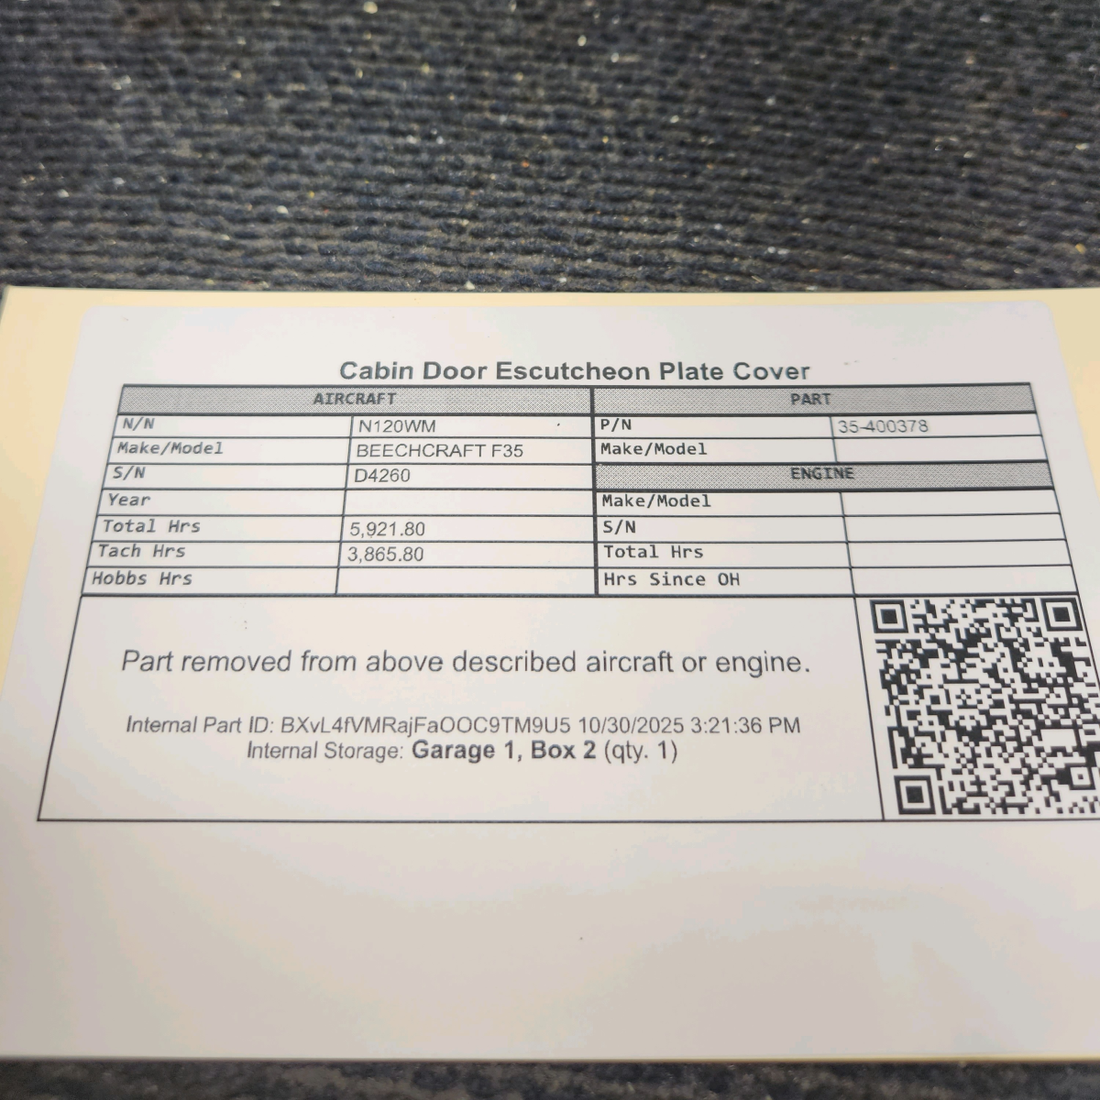 Cabin Door Escutcheon Plate Cover
AIRCRAFT PART
N/N N120WM P/N 35-400378
Make/Model BEECHCRAFT F35 Make/Model
S/N D4260 ENGINE
Year Make/Model
Total Hrs 5,921.80 S/N
Tach Hrs 3,865.80 Total Hrs
Hobbs Hrs Hrs Since OH
Part removed from above described aircraft or engine.
Internal Part ID: BXvL4fVMRajFaOOC9TM9U5 10/30/2025 3:21:36 PM
Internal Storage: Garage 1, Box 2 (qty. 1)